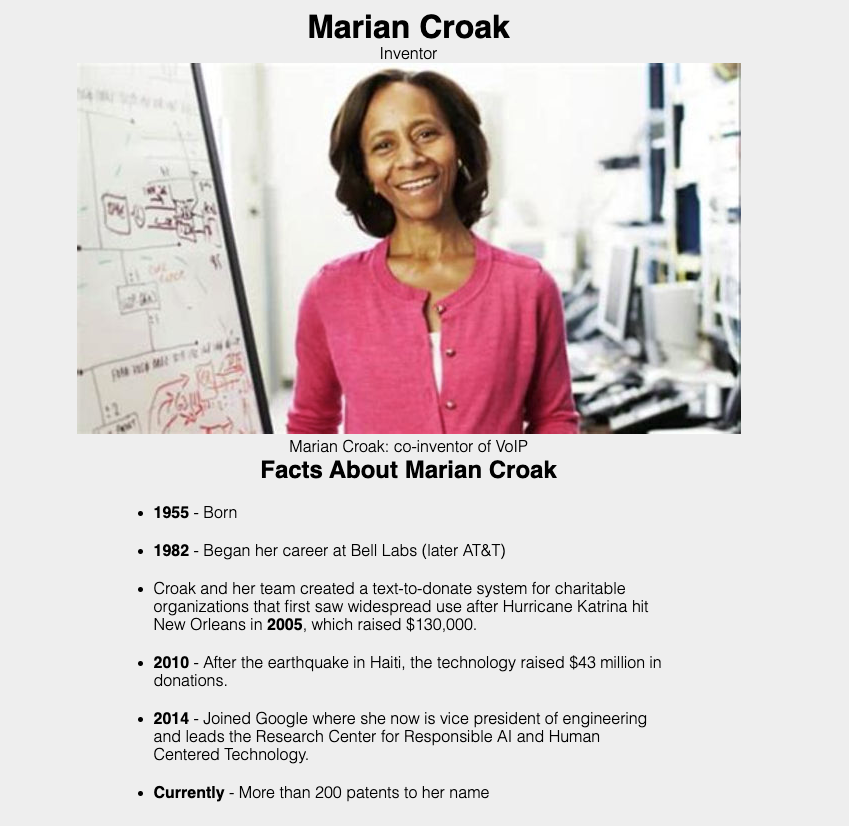 Marian Croak
Inventor
Marian Croak: co-inventor of VoIP
Facts About Marian Croak
1955 - Born
1982 - Began her career at Bell Labs (later AT&T)
Croak and her team created a text-to-donate system for charitable
organizations that first saw widespread use after Hurricane Katrina hit
New Orleans in 2005, which raised $130,000.
2010 - After the earthquake in Haiti, the technology raised $43 million in
donations.
2014 - Joined Google where she now is vice president of engineering
and leads the Research Center for Responsible AI and Human
Centered Technology.
Currently - More than 200 patents to her name